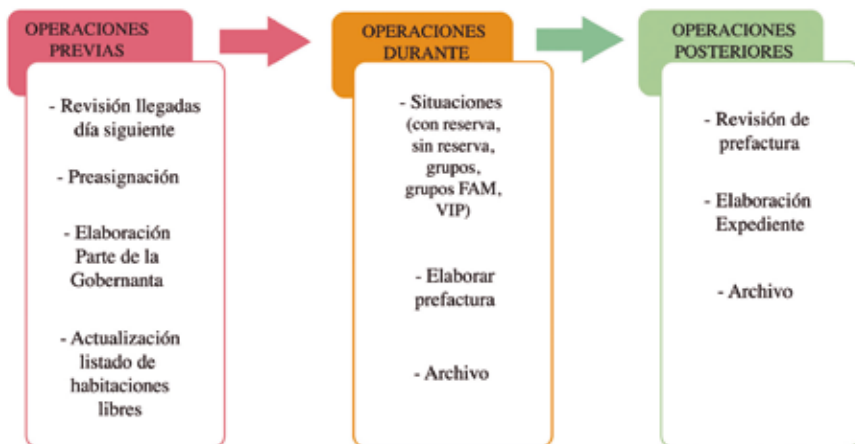 OPERACIONES
PREVIAS
- Revisión llegadas
día siguiente
- Preasignación
- Elaboración
Parte de la
Gobernanta
- Actualización
listado de
habitaciones
libres
OPERACIONES
DURANTE
- Situaciones
(con reserva,
sin reserva,
grupos,
grupos FAM,
VIP)
- Elaborar
prefactura
- Archivo
OPERACIONES
POSTERIORES
- Revisión de
prefactura
- Elaboración
Expediente
- Archivo